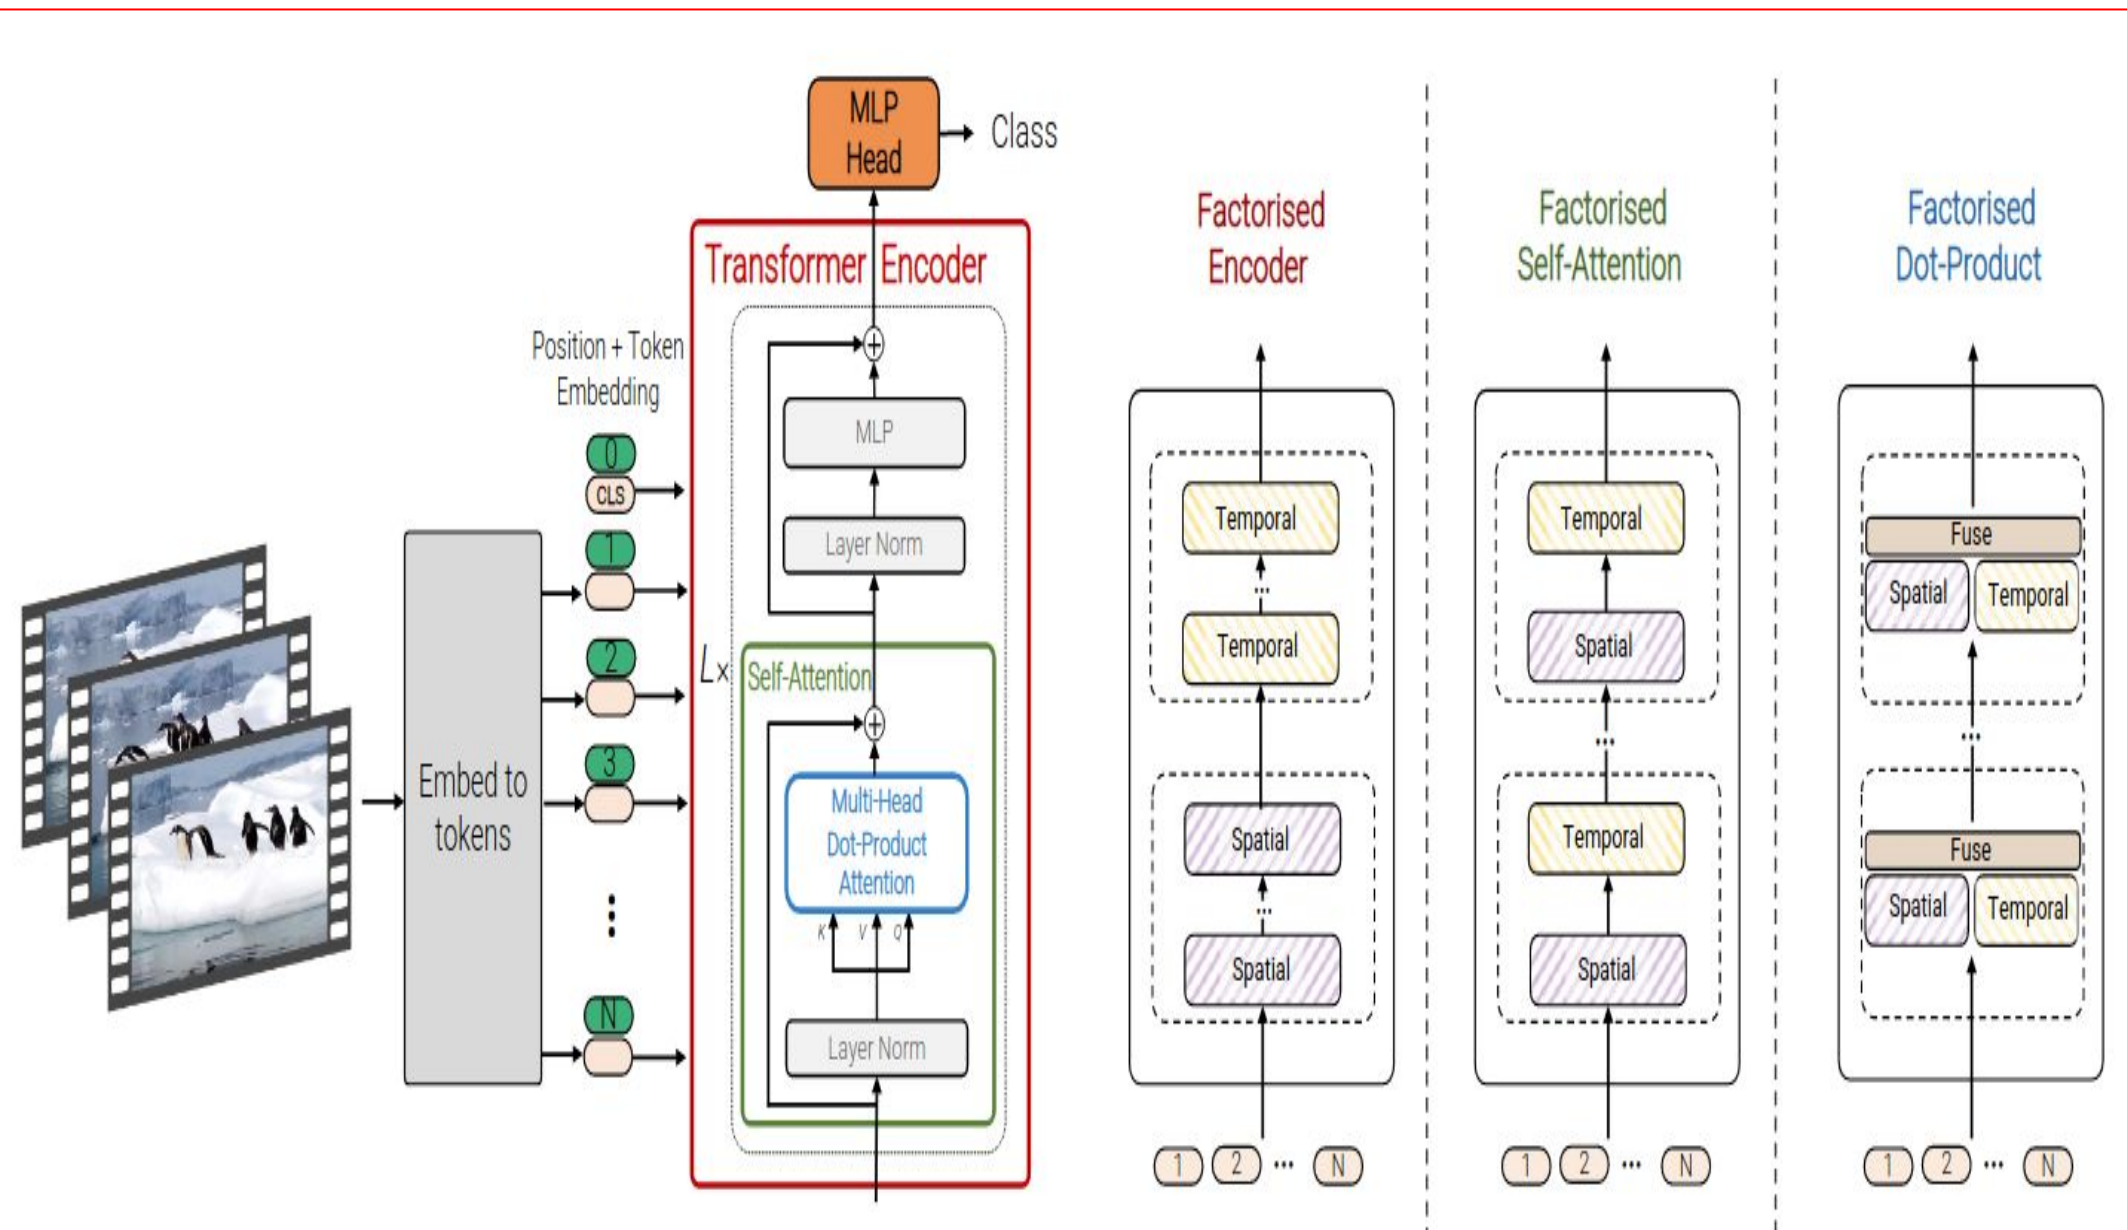 MLP
Head
Class
Transformer Encoder
Position + Token
Embedding
0
CLS
1
2
3
N
Embed to
tokens
L×
MLP
Layer Norm
Self-Attention
Multi-Head
Dot-Product
Attention
K V Q
Layer Norm
Factorised
Encoder
Temporal
...
Temporal
Spatial
...
Spatial
1 2 ... N
Factorised
Self-Attention
Temporal
Spatial
...
Temporal
Spatial
1 2 ... N
Factorised
Dot-Product
Fuse
Spatial Temporal
...
Fuse
Spatial Temporal
1 2 ... N